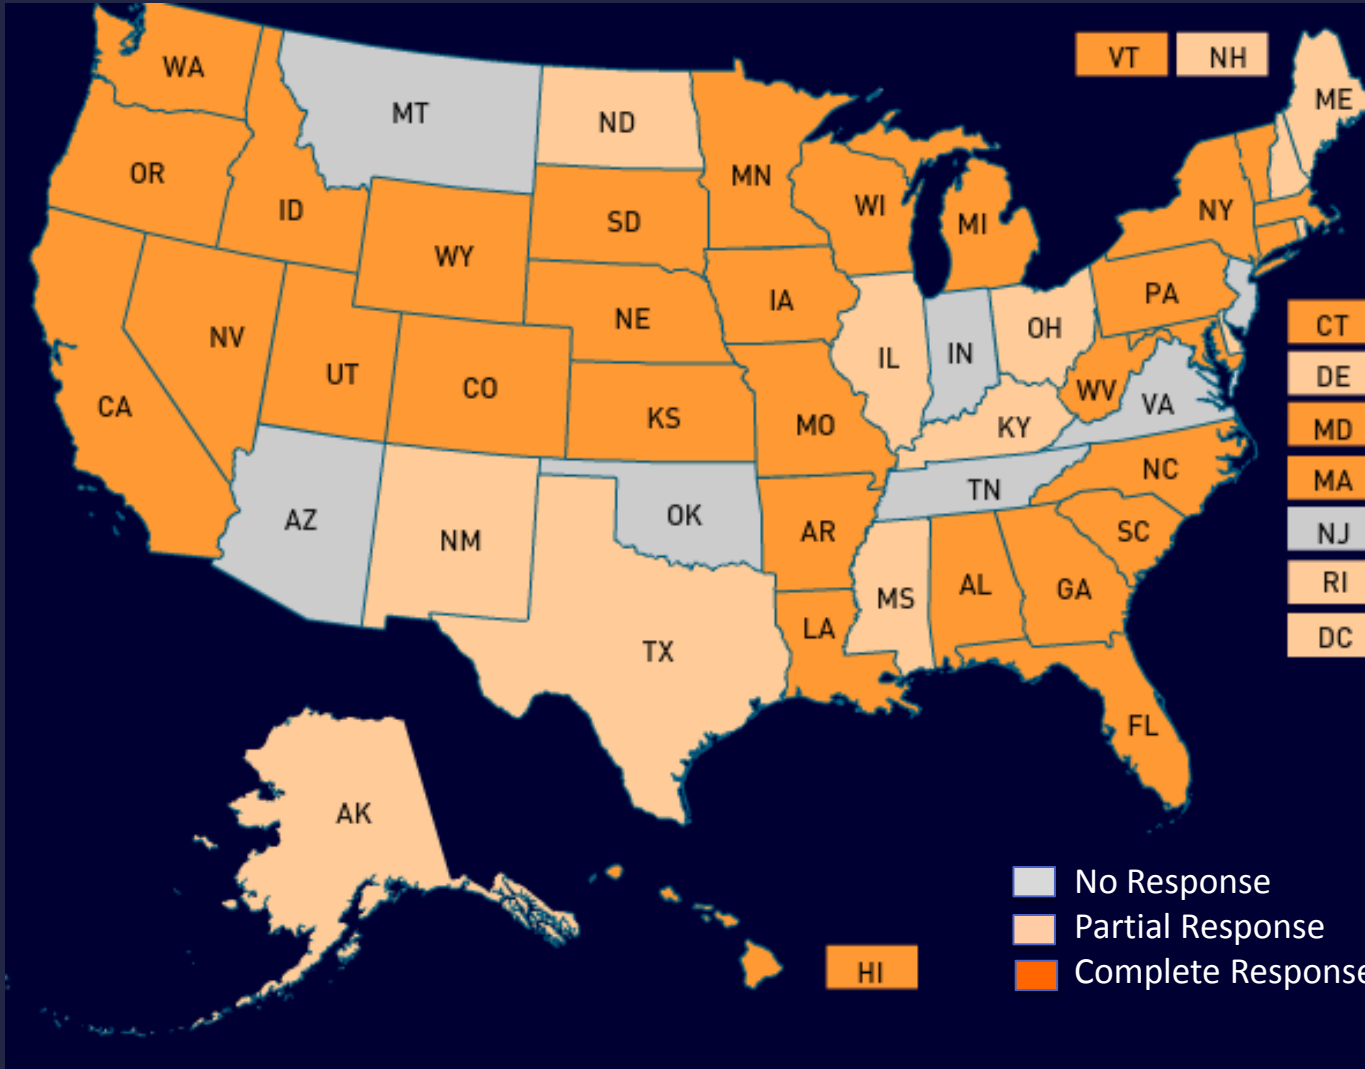 VT
NH
WA
MT
ND
ME
OR
ID
MN
WI
MI
NY
SD
WY
NE
IA
PA
NV
UT
CO
IL
IN
OH
CT
CA
KS
MO
KY
WV
VA
DE
MD
AZ
NM
OK
AR
TN
NC
MA
SC
NJ
TX
LA
MS
AL
GA
RI
DC
FL
AK
HI
No Response
Partial Response
Complete Response